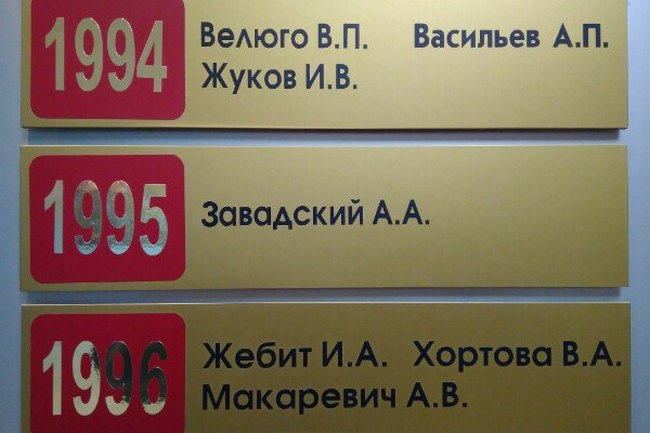 1994
Велюго В.П. Васильев А.П.
Жуков И.В.
1995
Завадский А.А.
1996
Жебит И.А. Хортова В.А.
Макаревич А.В.